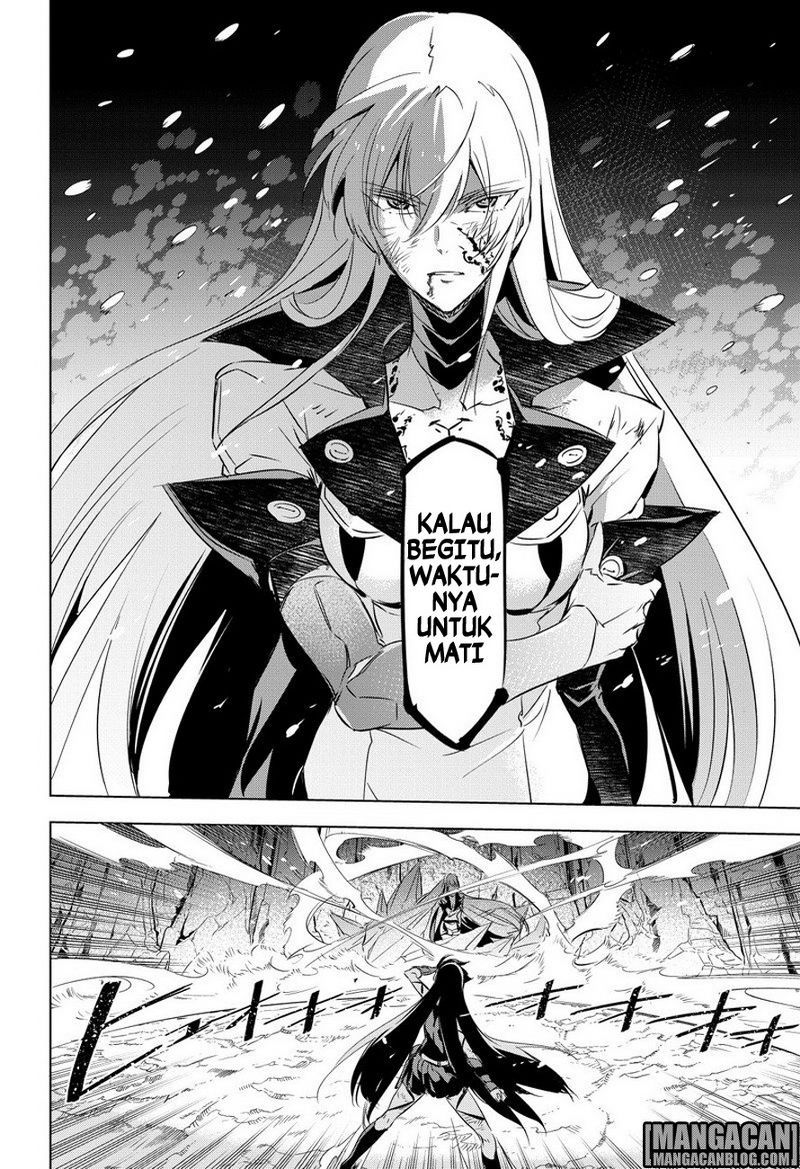 KALAU
BEGITU,
WAKTU-
NYA
UNTUK
MATI
[MANGACAN]
MANGACANBLOG.COM